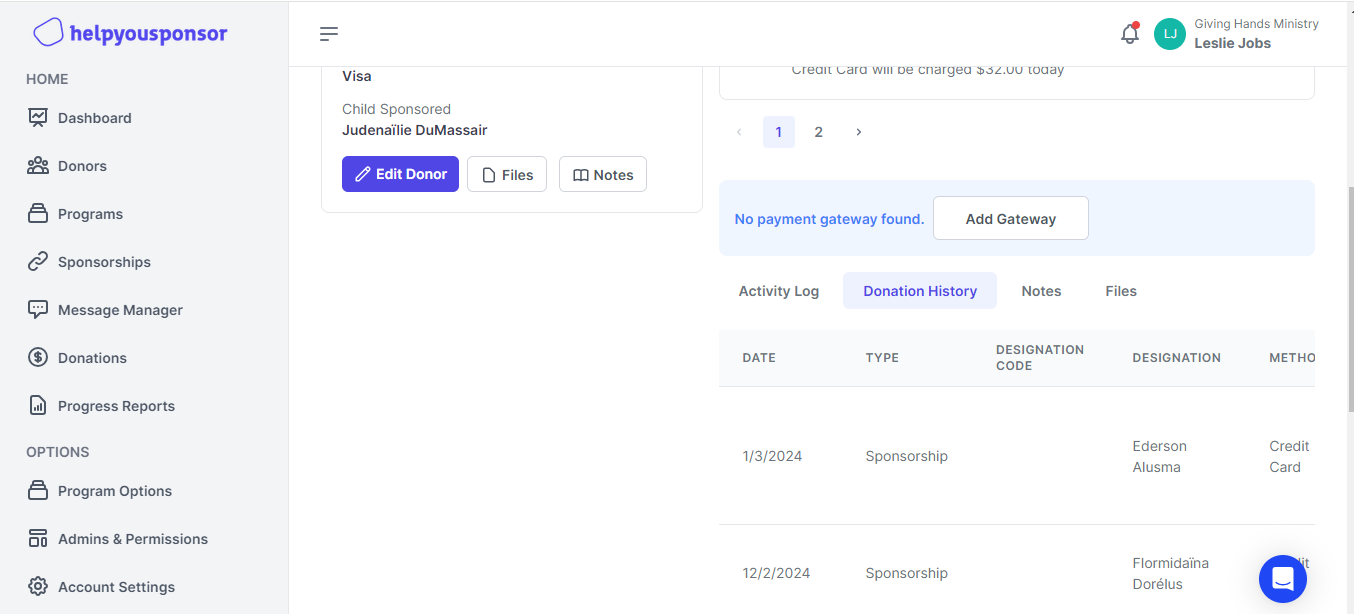 helpyousponsor
HOME
Dashboard
Donors
Programs
Sponsorships
Message Manager
Donations
Progress Reports
OPTIONS
Program Options
Admins & Permissions
Account Settings
Giving Hands Ministry
LJ
Leslie Jobs
Visa
Child Sponsored
Judenaïlie DuMassair
Edit Donor
Files
Notes
Credit Card will be charged $32.00 today
‹ 1 2 ›
No payment gateway found.
Add Gateway
Activity Log
Donation History
Notes
Files
DATE TYPE DESIGNATION DESIGNATION METHO
CODE
1/3/2024 Sponsorship Ederson Credit
Alusma Card
12/2/2024 Sponsorship Flormidaïna
Dorélus